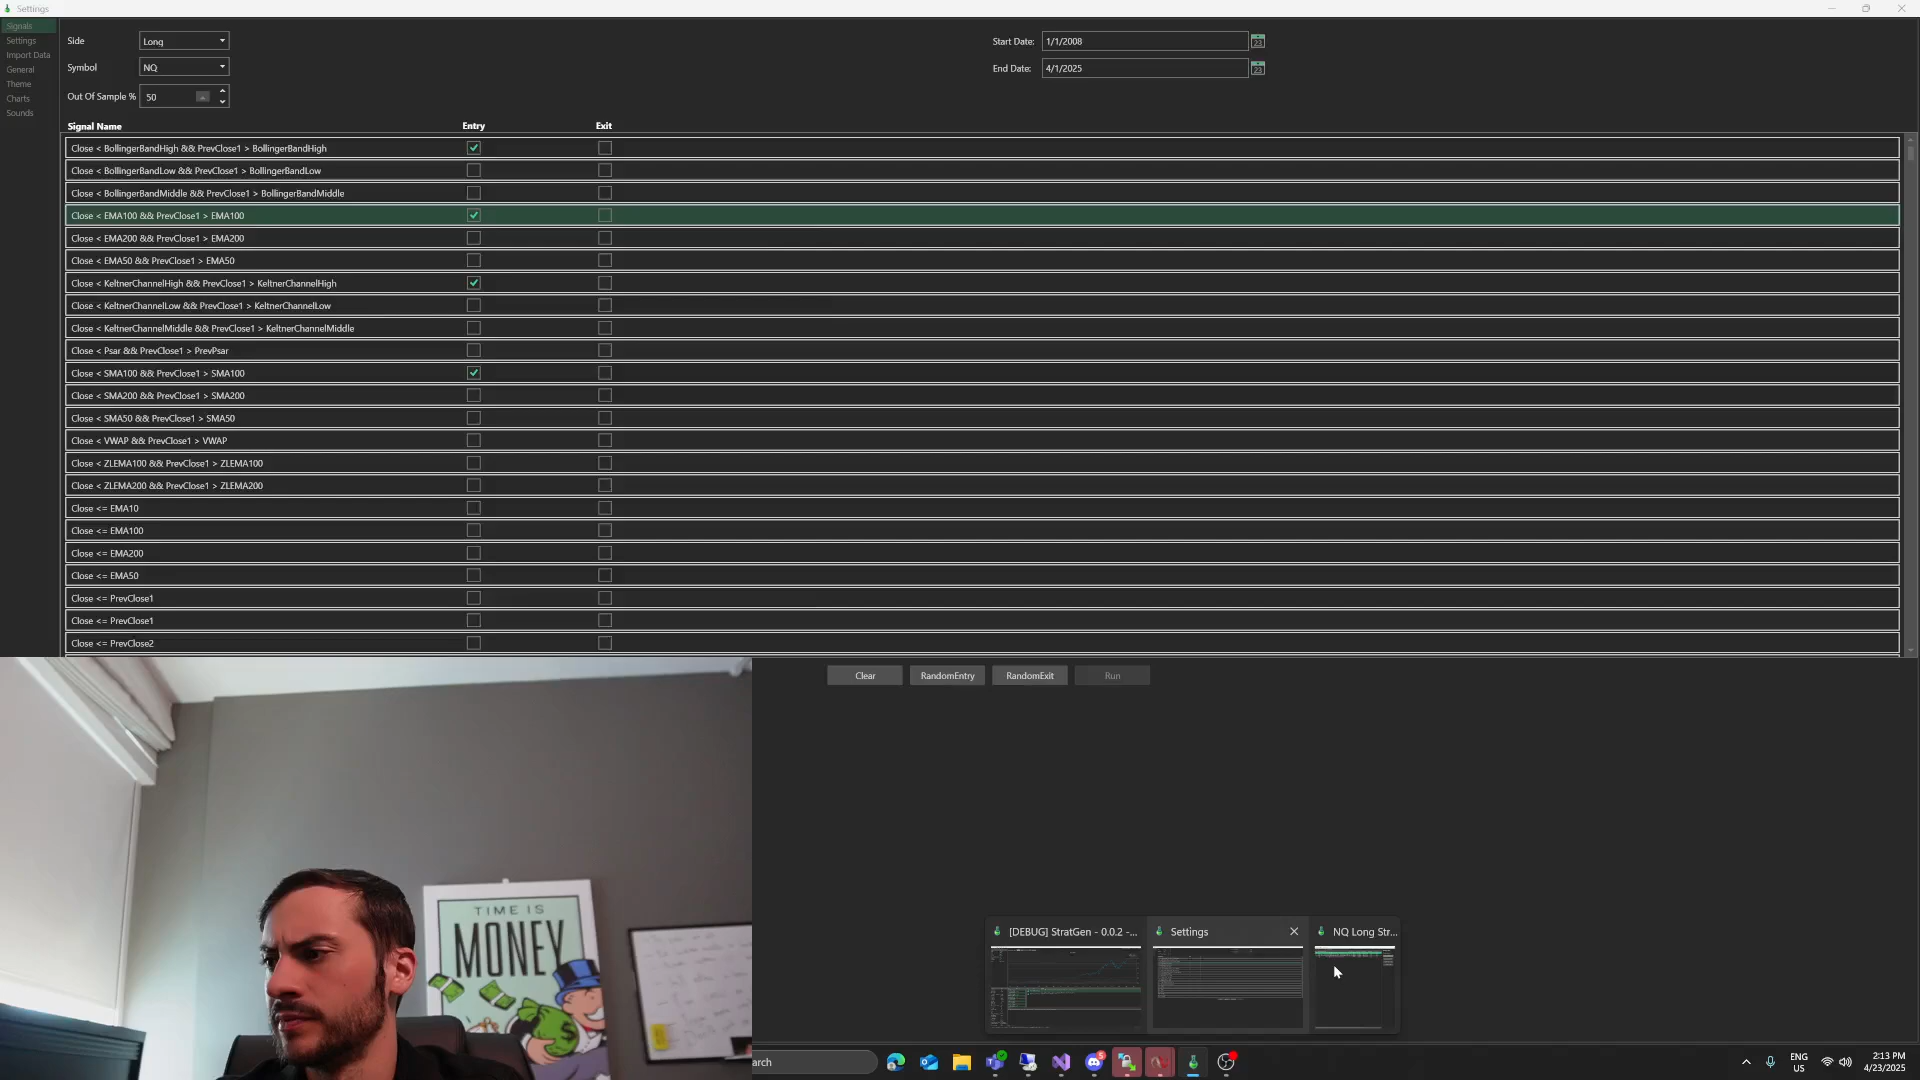 Settings
Signals
Settings
Import Data
General
Theme
Charts
Sounds
Side
Long
Symbol
NQ
Out Of Sample %
50
Start Date:
1/1/2008
23
End Date:
4/1/2025
23
Signal Name
Entry
Exit
Close < BollingerBandHigh && PrevClose1 > BollingerBandHigh
Close < BollingerBandLow && PrevClose1 > BollingerBandLow
Close < BollingerBandMiddle && PrevClose1 > BollingerBandMiddle
Close < EMA100 && PrevClose1 > EMA100
Close < EMA200 && PrevClose1 > EMA200
Close < EMA50 && PrevClose1 > EMA50
Close < KeltnerChannelHigh && PrevClose1 > KeltnerChannelHigh
Close < KeltnerChannelLow && PrevClose1 > KeltnerChannelLow
Close < KeltnerChannelMiddle && PrevClose1 > KeltnerChannelMiddle
Close < Psar && PrevClose1 > PrevPsar
Close < SMA100 && PrevClose1 > SMA100
Close < SMA200 && PrevClose1 > SMA200
Close < SMA50 && PrevClose1 > SMA50
Close < VWAP && PrevClose1 > VWAP
Close < ZLEMA100 && PrevClose1 > ZLEMA100
Close < ZLEMA200 && PrevClose1 > ZLEMA200
Close <= EMA10
Close <= EMA100
Close <= EMA200
Close <= EMA50
Close <= PrevClose1
Close <= PrevClose1
Close <= PrevClose2
Clear
RandomEntry
RandomExit
Run
TIME IS
MONEY
[DEBUG] StratGen - 0.0.2 -...
Settings
NQ Long Str...
arch
5
ENG
US
2:13 PM
4/23/2025